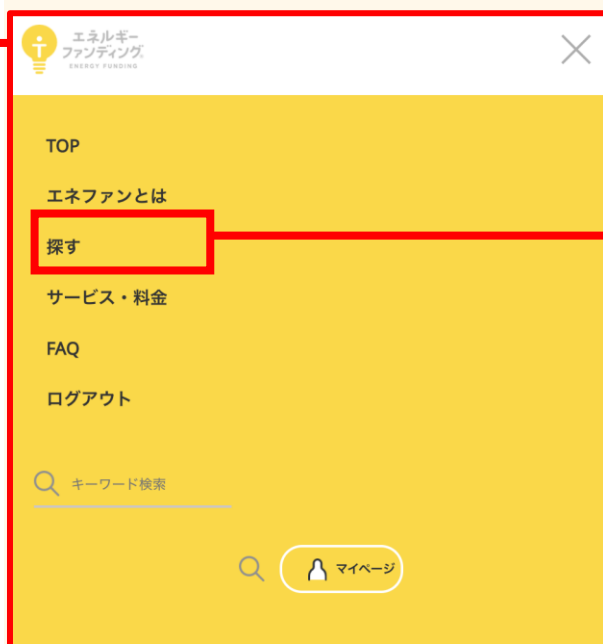 エネルギー
ファンディング
ENERGY FUNDING
TOP
エネファンとは
探す
サービス・料金
FAQ
ログアウト
キーワード検索
マイページ